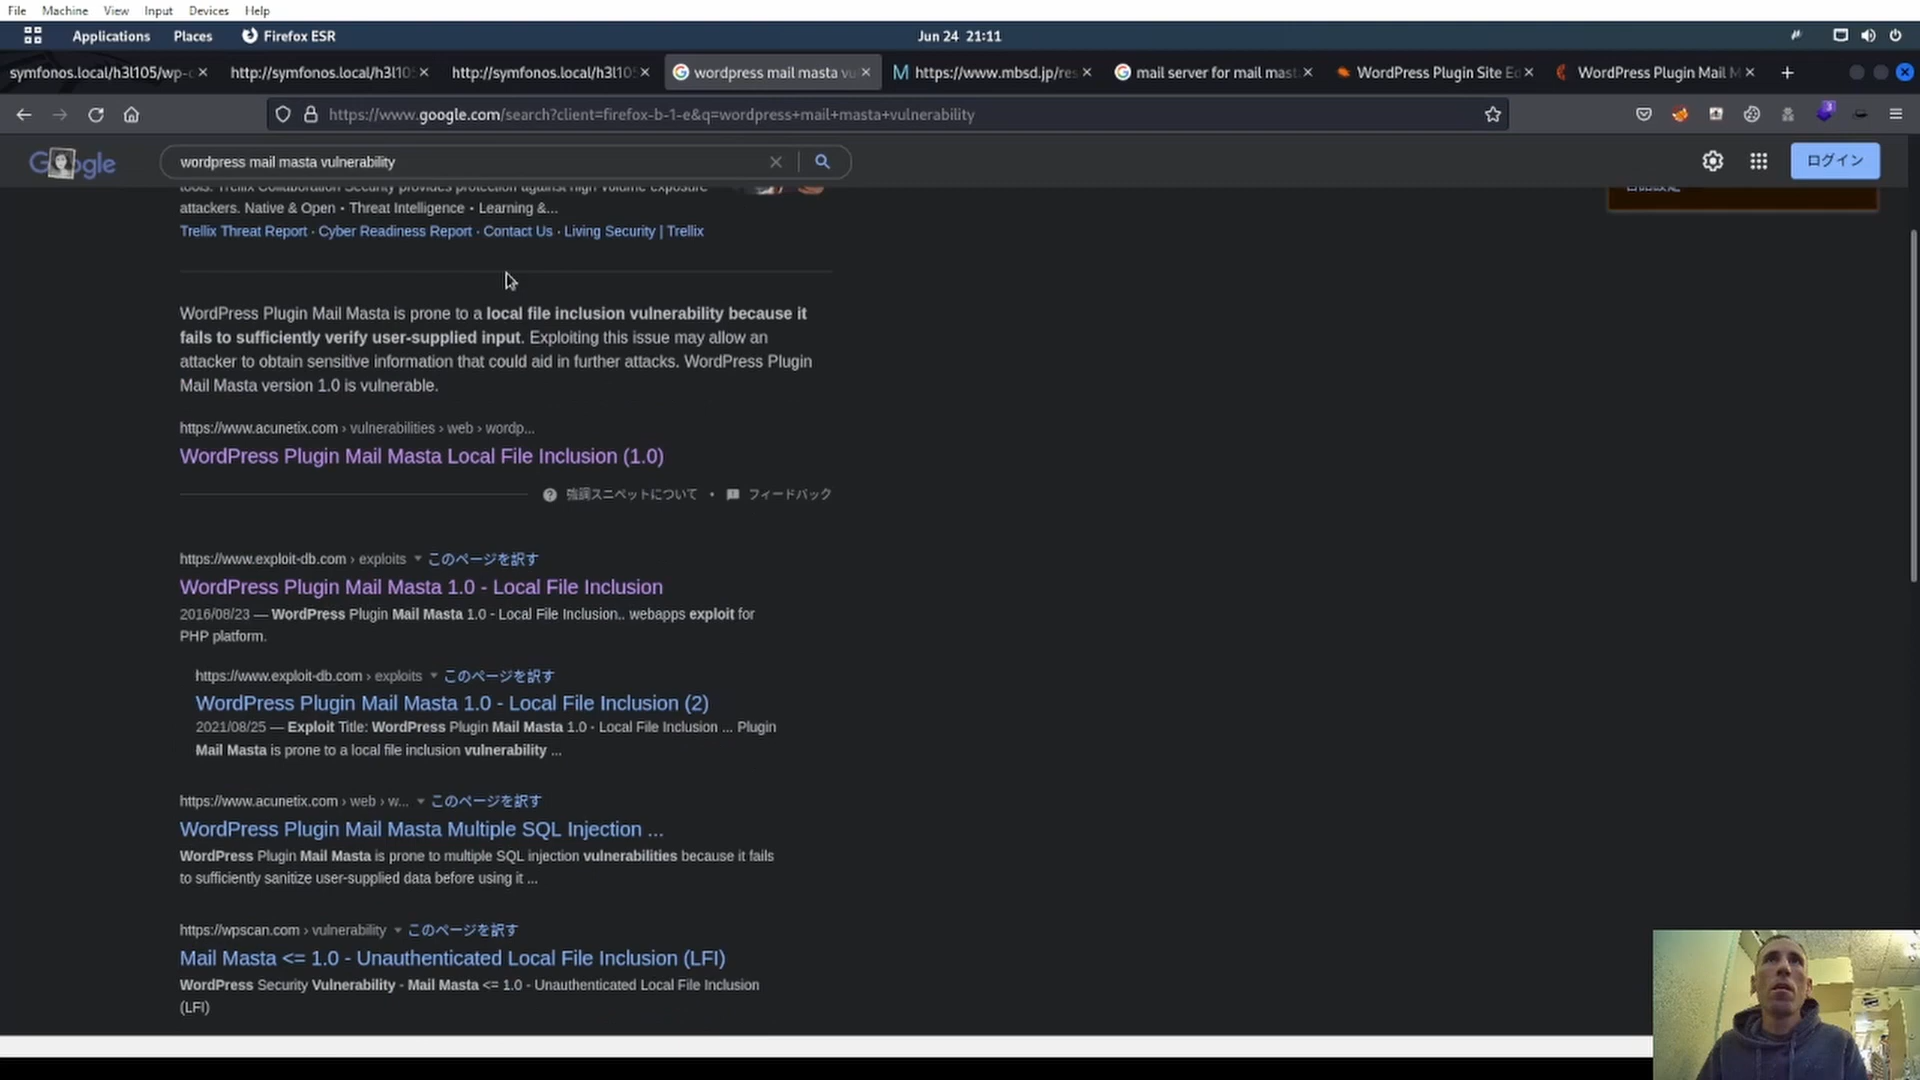 File Machine View Input Devices Help
Applications Places Firefox ESR Jun 24 21:11
symfonos.local/h3l105/wp-c http://symfonos.local/h3l10 http://symfonos.local/h3l10 wordpress mail masta vu https://www.mbsd.jp/res mail server for mail mast WordPress Plugin Site Ed WordPress Plugin Mail M
https://www.google.com/search?client=firefox-b-1-e&q=wordpress+mail+masta+vulnerability
3
Google wordpress mail masta vulnerability ログイン
tools. Trellix Collaboration Security provides protection against high volume exposure
attackers. Native & Open · Threat Intelligence · Learning &...
Trellix Threat Report · Cyber Readiness Report · Contact Us · Living Security | Trellix
WordPress Plugin Mail Masta is prone to a local file inclusion vulnerability because it
fails to sufficiently verify user-supplied input. Exploiting this issue may allow an
attacker to obtain sensitive information that could aid in further attacks. WordPress Plugin
Mail Masta version 1.0 is vulnerable.
https://www.acunetix.com › vulnerabilities › web › wordp...
WordPress Plugin Mail Masta Local File Inclusion (1.0)
強調スニペットについて • フィードバック
https://www.exploit-db.com › exploits このページを訳す
WordPress Plugin Mail Masta 1.0 - Local File Inclusion
2016/08/23 — WordPress Plugin Mail Masta 1.0 - Local File Inclusion.. webapps exploit for
PHP platform.
https://www.exploit-db.com › exploits このページを訳す
WordPress Plugin Mail Masta 1.0 - Local File Inclusion (2)
2021/08/25 — Exploit Title: WordPress Plugin Mail Masta 1.0 - Local File Inclusion ... Plugin
Mail Masta is prone to a local file inclusion vulnerability ...
https://www.acunetix.com › web › w... このページを訳す
WordPress Plugin Mail Masta Multiple SQL Injection ...
WordPress Plugin Mail Masta is prone to multiple SQL injection vulnerabilities because it fails
to sufficiently sanitize user-supplied data before using it ...
https://wpscan.com › vulnerability このページを訳す
Mail Masta <= 1.0 - Unauthenticated Local File Inclusion (LFI)
WordPress Security Vulnerability - Mail Masta <= 1.0 - Unauthenticated Local File Inclusion
(LFI)